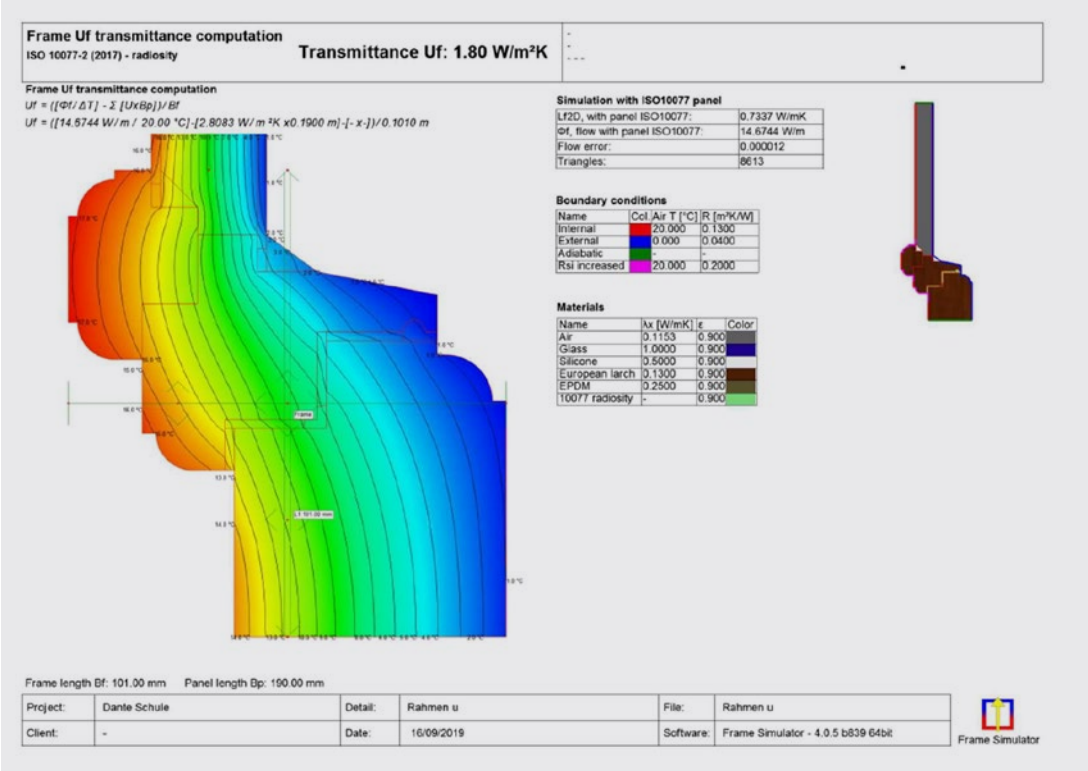 Frame Uf transmittance computation
ISO 10077-2 (2017) - radiosity
Transmittance Uf: 1.80 W/m²K
Frame Uf transmittance computation
Uf = ([Φf/ ΔT] - Σ [UxBp])/ Bf
Uf = ([14.6744 W/ m / 20.00 °C]-[2.8083 W/ m ²K x0.1900 m]-[- x-])/ 0.1010 m
Simulation with ISO10077 panel
Lf2D, with panel ISO10077: 0.7337 W/mK
Φf, flow with panel ISO10077: 14.6744 W/m
Flow error: 0.000012
Triangles: 8613
Boundary conditions
Name Col. Air T [°C] R [m²K/W]
Internal 20.000 0.1300
External 0.000 0.0400
Adiabatic - -
Rsi increased 20.000 0.2000
Materials
Name λx [W/mK] ε Color
Air 0.1153 0.900
Glass 1.0000 0.900
Silicone 0.5000 0.900
European larch 0.1300 0.900
EPDM 0.2500 0.900
10077 radiosity - 0.900
Frame
L1 101.00 mm
Frame length Bf: 101.00 mm Panel length Bp: 190.00 mm
Project: Dante Schule Detail: Rahmen u File: Rahmen u
Client: - Date: 16/09/2019 Software: Frame Simulator - 4.0.5 b839 64bit
Frame Simulator